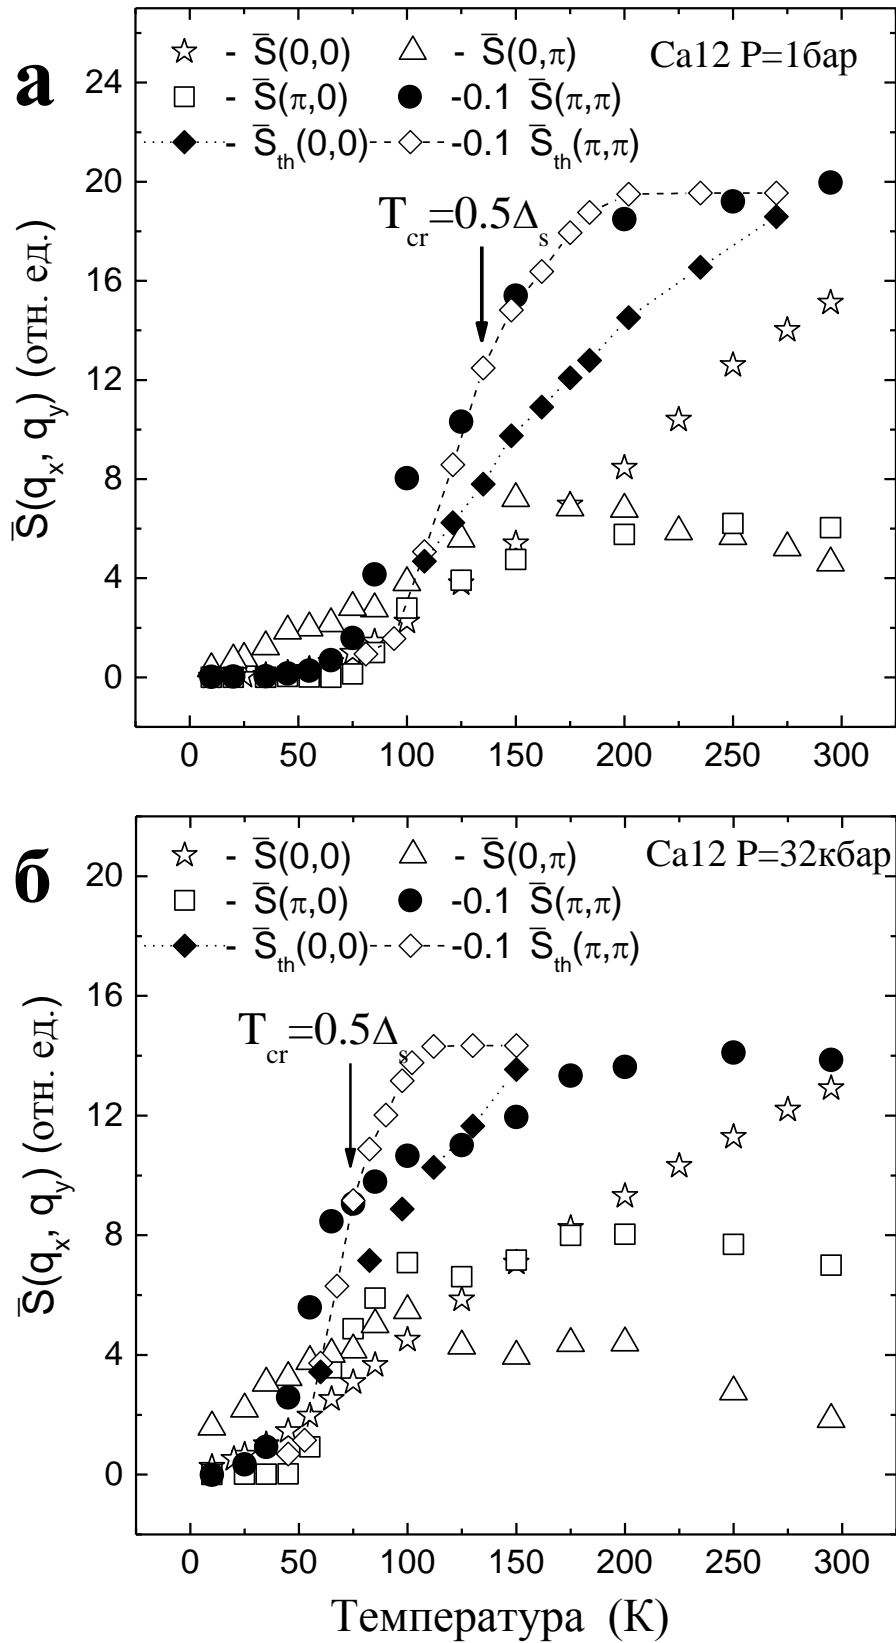 а
☆ - S̅(0,0) △ - S̅(0,π) Ca12 P=1бар
□ - S̅(π,0) ● -0.1 S̅(π,π)
◆ - S̅th(0,0) ◇ -0.1 S̅th(π,π)
Tcr=0.5Δs
24
20
16
12
8
4
0
S̅(qx, qy) (отн. ед.)
0 50 100 150 200 250 300
б
☆ - S̅(0,0) △ - S̅(0,π) Ca12 P=32кбар
□ - S̅(π,0) ● -0.1 S̅(π,π)
◆ - S̅th(0,0) ◇ -0.1 S̅th(π,π)
Tcr=0.5Δs
20
16
12
8
4
0
S̅(qx, qy) (отн. ед.)
0 50 100 150 200 250 300
Температура (К)